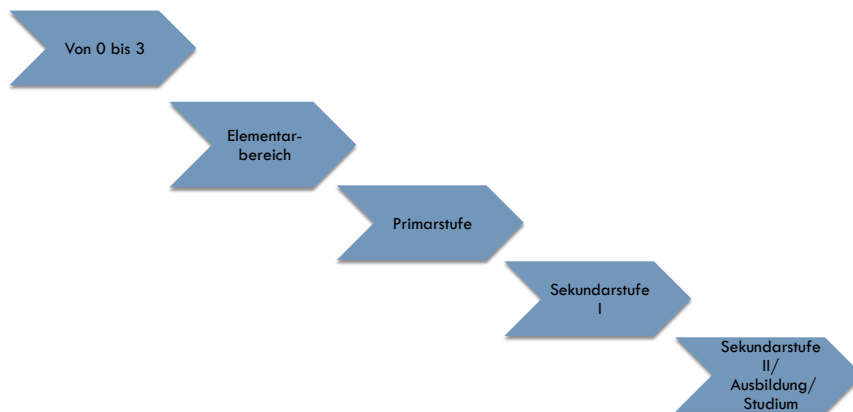 Von 0 bis 3
Elementar-
bereich
Primarstufe
Sekundarstufe
I
Sekundarstufe
II/
Ausbildung/
Studium